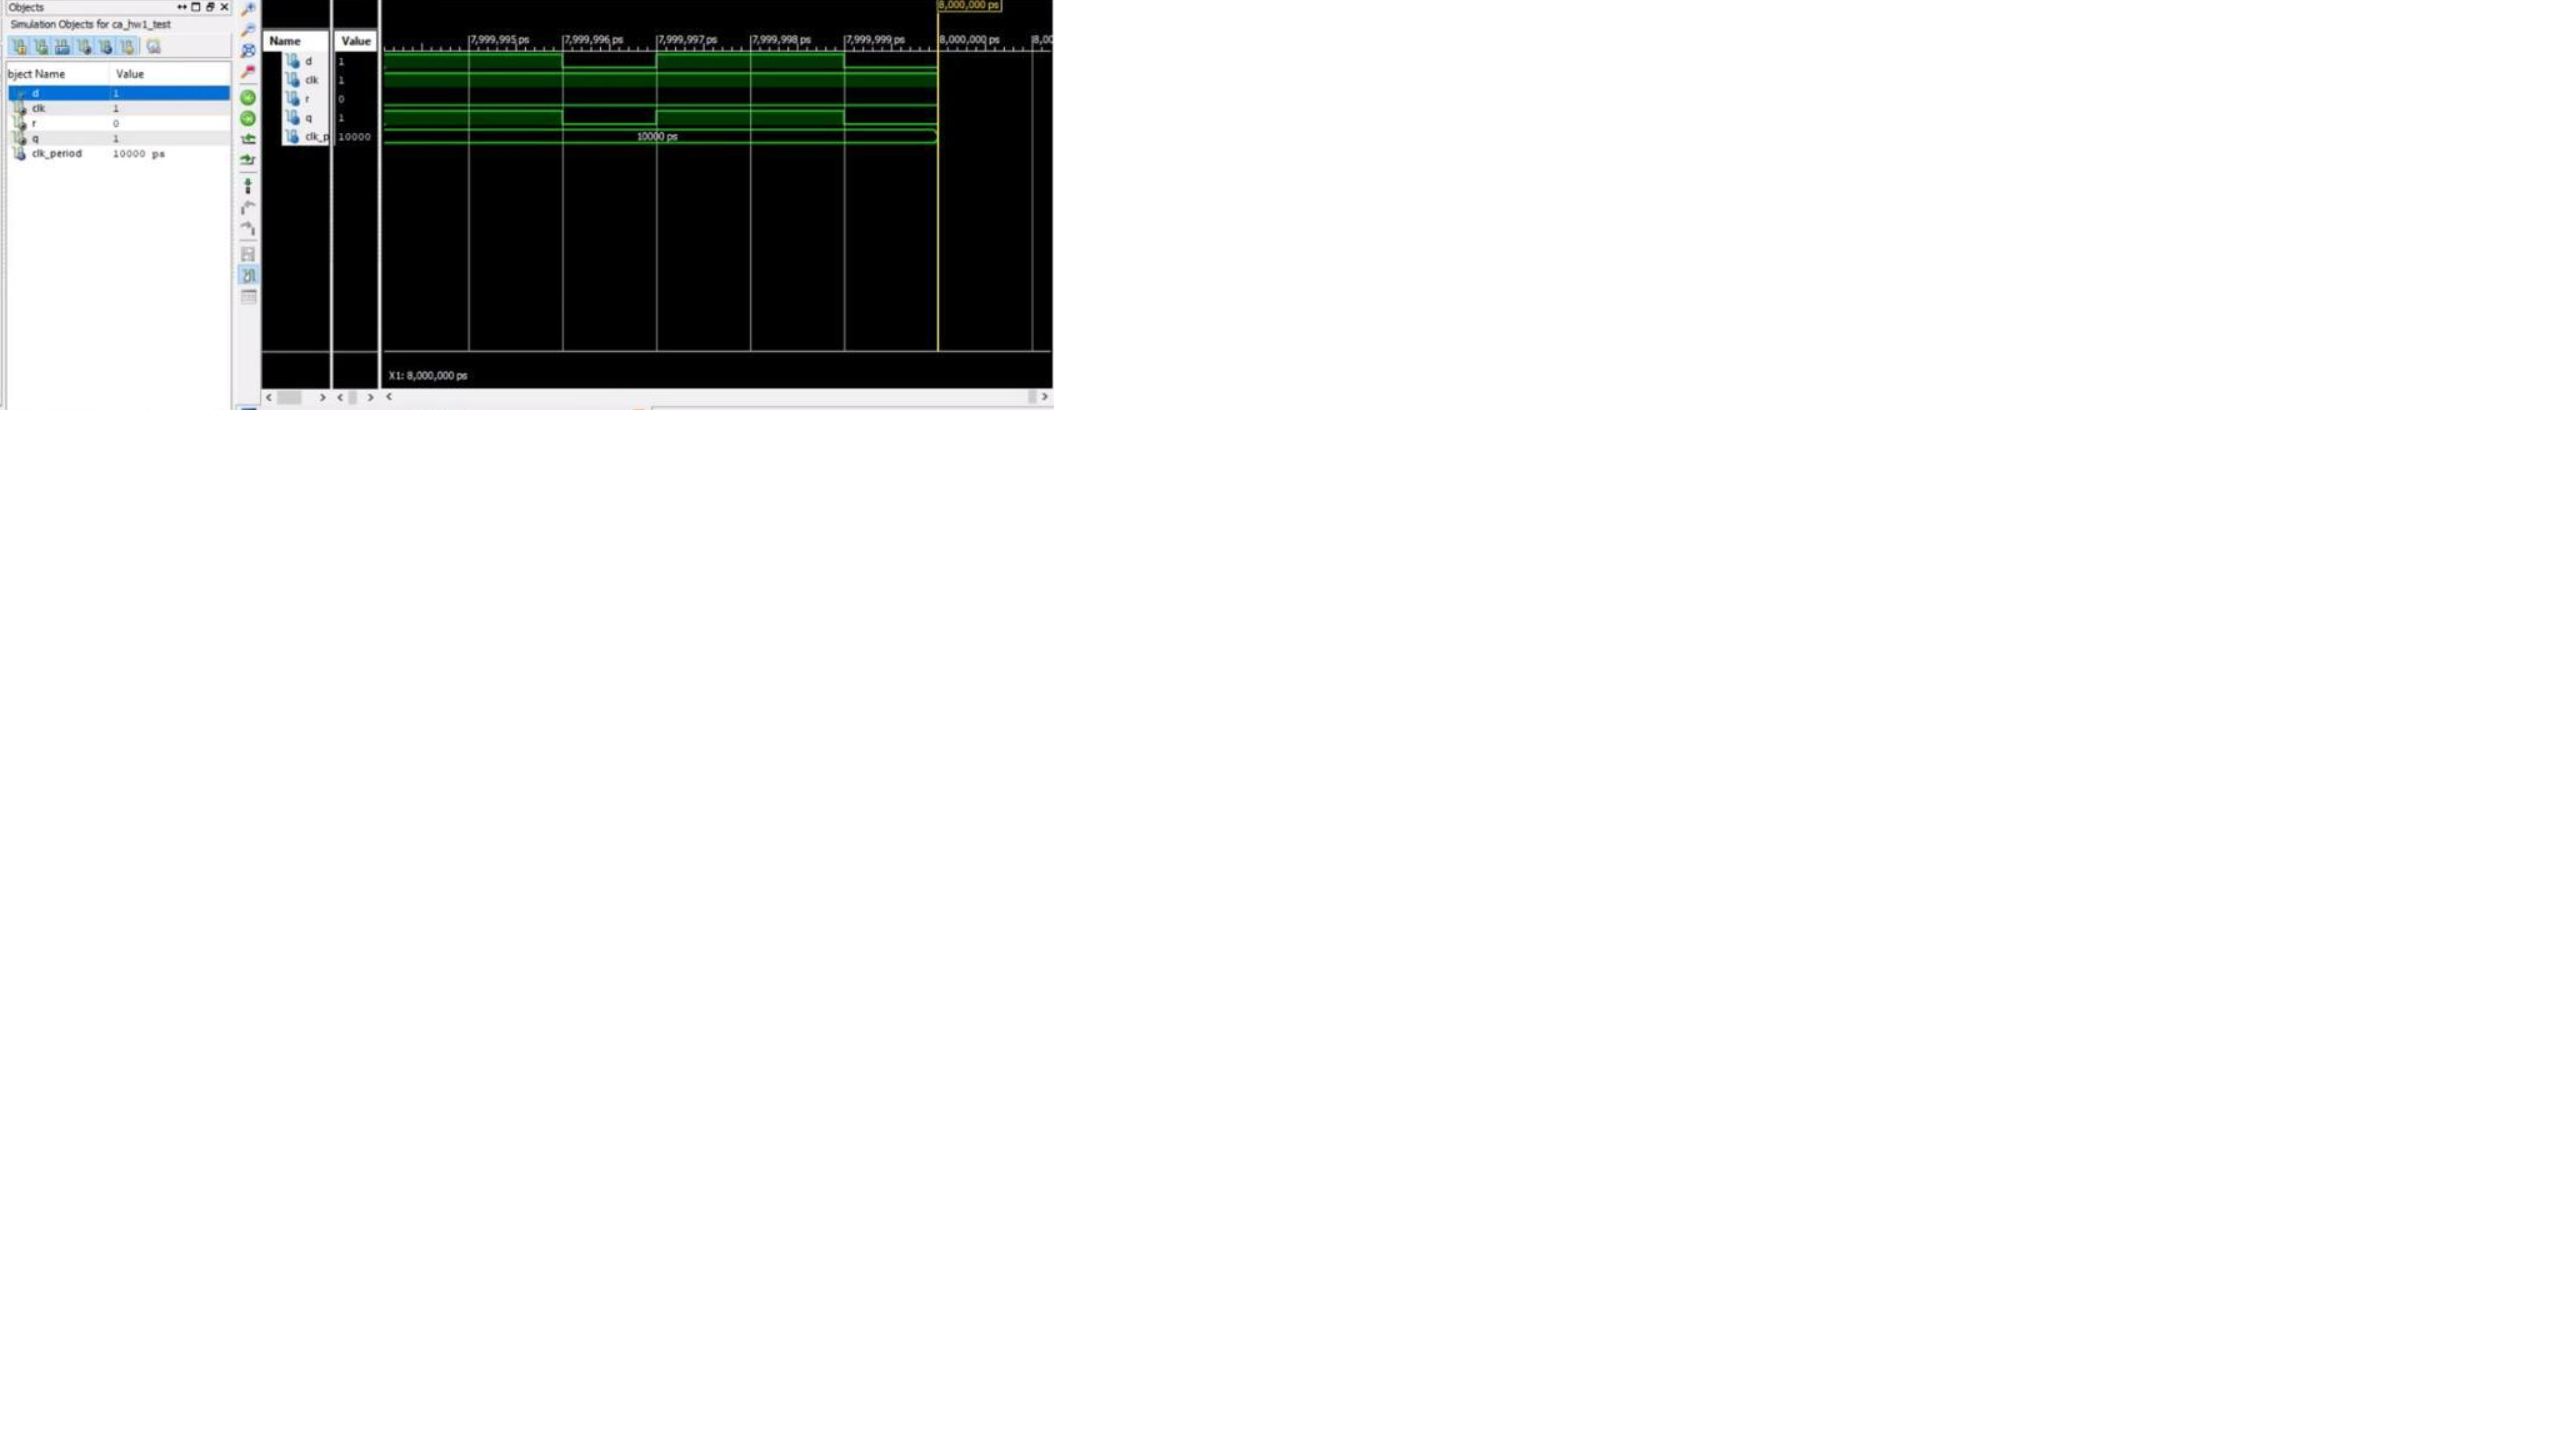 Objects
Simulation Objects for ca_hw1_test
bject Name Value
d 1
clk 1
r 0
q 1
clk_period 10000 ps
Name Value
d 1
clk 1
r 0
q 1
clk_p 10000
8,000,000 ps
7,999,995 ps 7,999,996 ps 7,999,997 ps 7,999,998 ps 7,999,999 ps 8,000,000 ps 8,00
10000 ps
X1: 8,000,000 ps